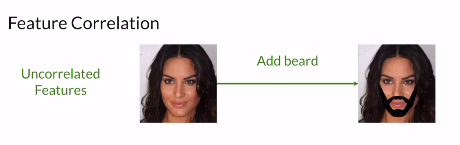 Feature Correlation
Add beard
Uncorrelated
Features